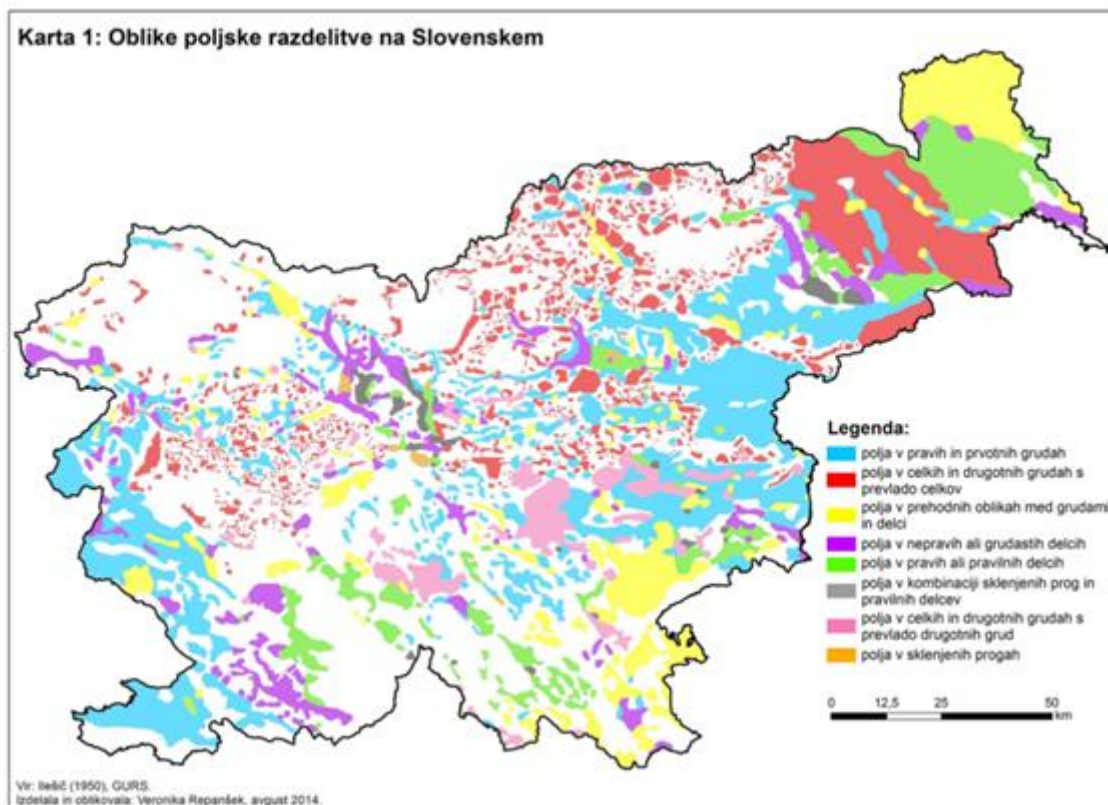 Karta 1: Oblike poljske razdelitve na Slovenskem
Legenda:
polja v pravih in prvotnih grudah
polja v celkih in drugotnih grudah s
prevlado celkov
polja v prehodnih oblikah med grudami
in delci
polja v nepravih ali grudastih delcih
polja v pravih ali pravilnih delcih
polja v kombinaciji sklenjenih prog in
pravilnih delcev
polja v celkih in drugotnih grudah s
prevlado drugotnih grud
polja v sklenjenih progah
0 12,5 25 50
km
Vir: Ilešič (1950), GURS.
Izdelala in oblikovala: Veronika Repanšek, avgust 2014.